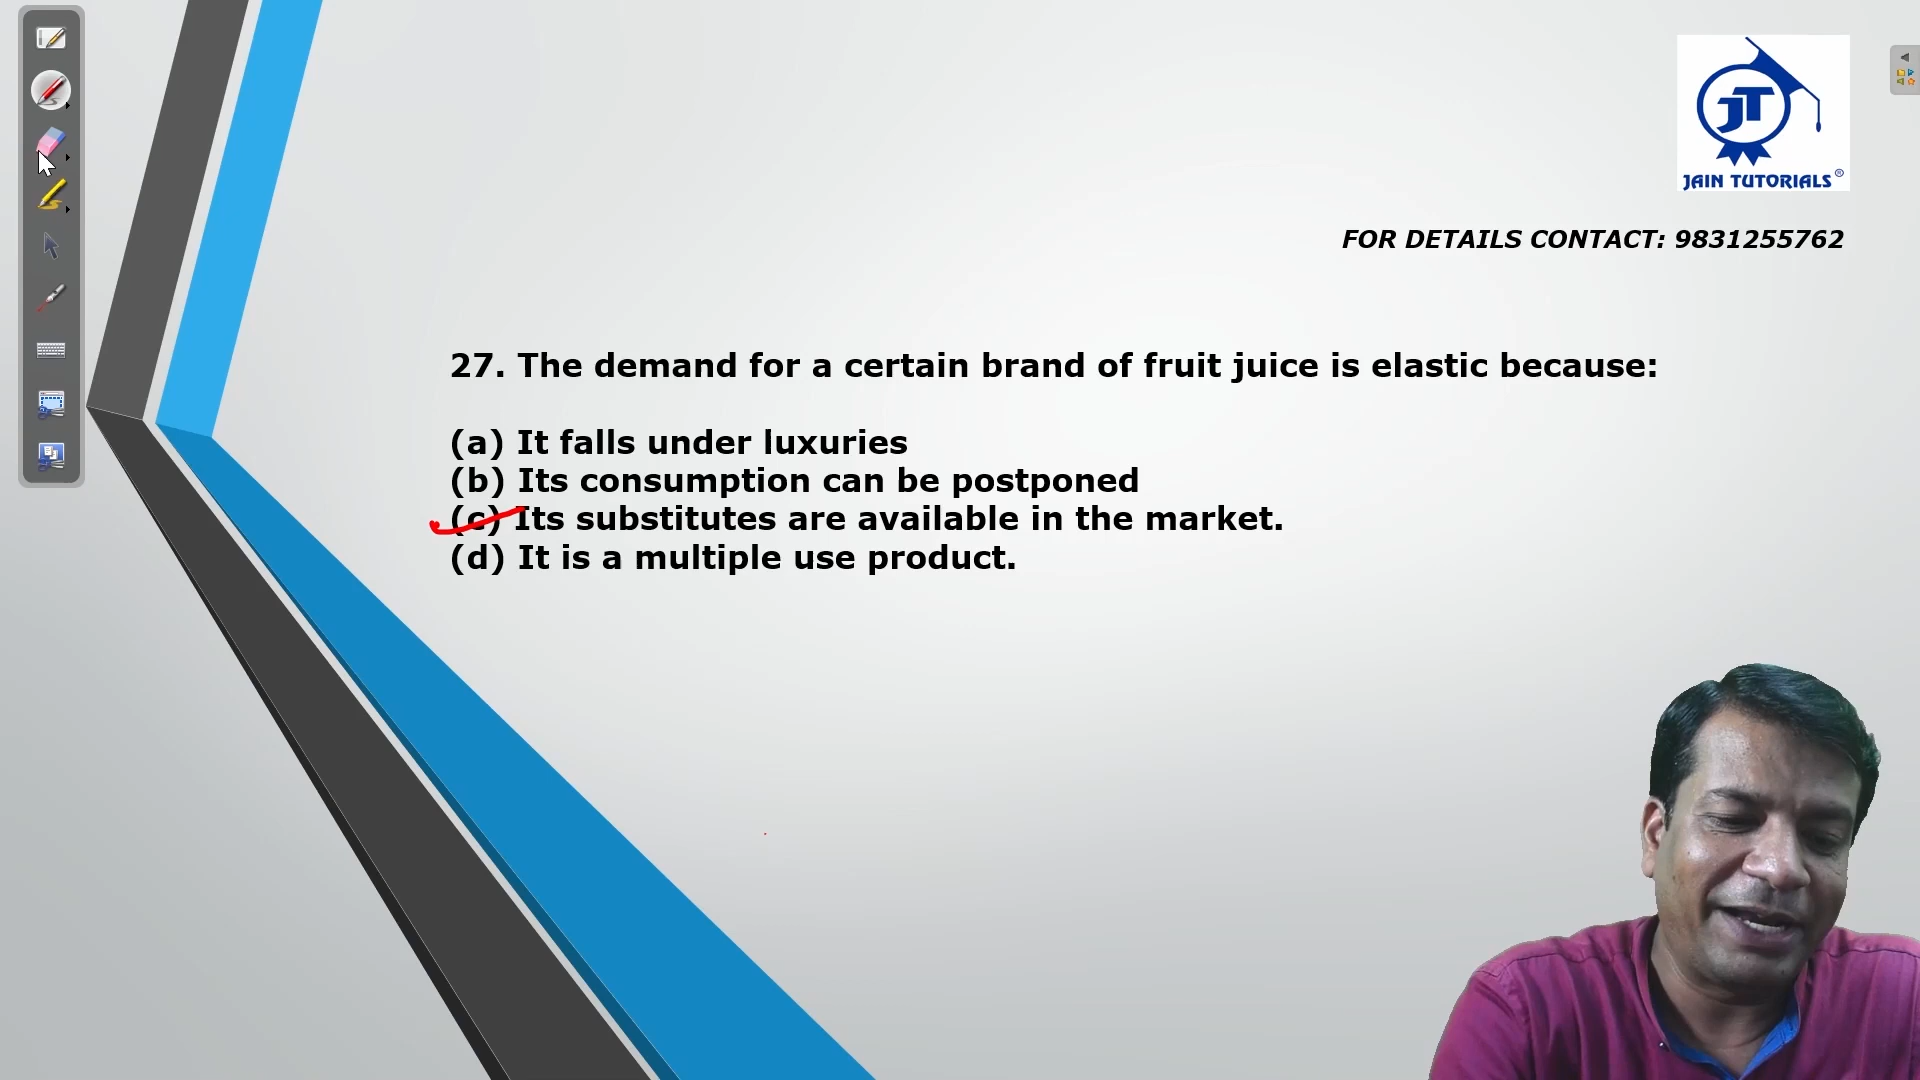 JT
JAIN TUTORIALS®
FOR DETAILS CONTACT: 9831255762
27. The demand for a certain brand of fruit juice is elastic because:
(a) It falls under luxuries
(b) Its consumption can be postponed
(c) Its substitutes are available in the market.
(d) It is a multiple use product.